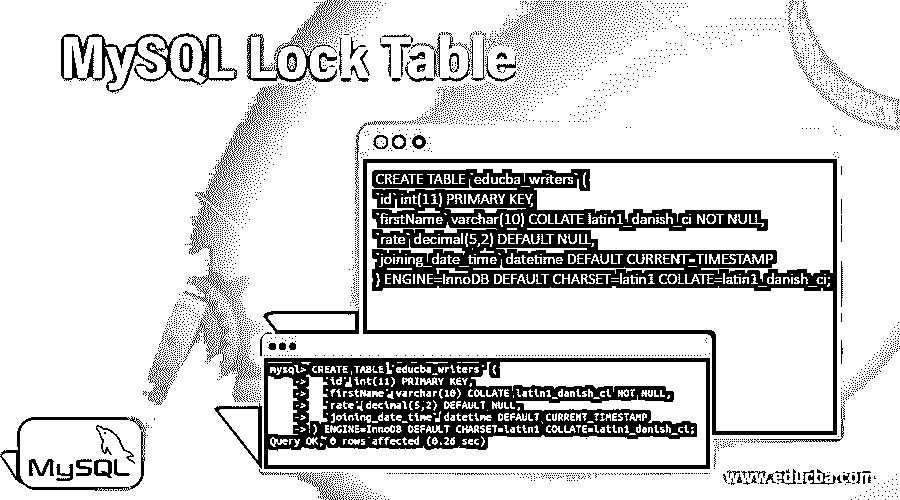 MySQL Lock Table
CREATE TABLE `educba_writers` (
`id` int(11) PRIMARY KEY,
`firstName` varchar(10) COLLATE latin1_danish_ci NOT NULL,
`rate` decimal(5,2) DEFAULT NULL,
`joining_date_time` datetime DEFAULT CURRENT_TIMESTAMP
) ENGINE=InnoDB DEFAULT CHARSET=latin1 COLLATE=latin1_danish_ci;
mysql> CREATE TABLE `educba_writers` (
-> `id` int(11) PRIMARY KEY,
-> `firstName` varchar(10) COLLATE latin1_danish_ci NOT NULL,
-> `rate` decimal(5,2) DEFAULT NULL,
-> `joining_date_time` datetime DEFAULT CURRENT_TIMESTAMP
-> ) ENGINE=InnoDB DEFAULT CHARSET=latin1 COLLATE=latin1_danish_ci;
Query OK, 0 rows affected (0.26 sec)
MySQL
www.educba.com